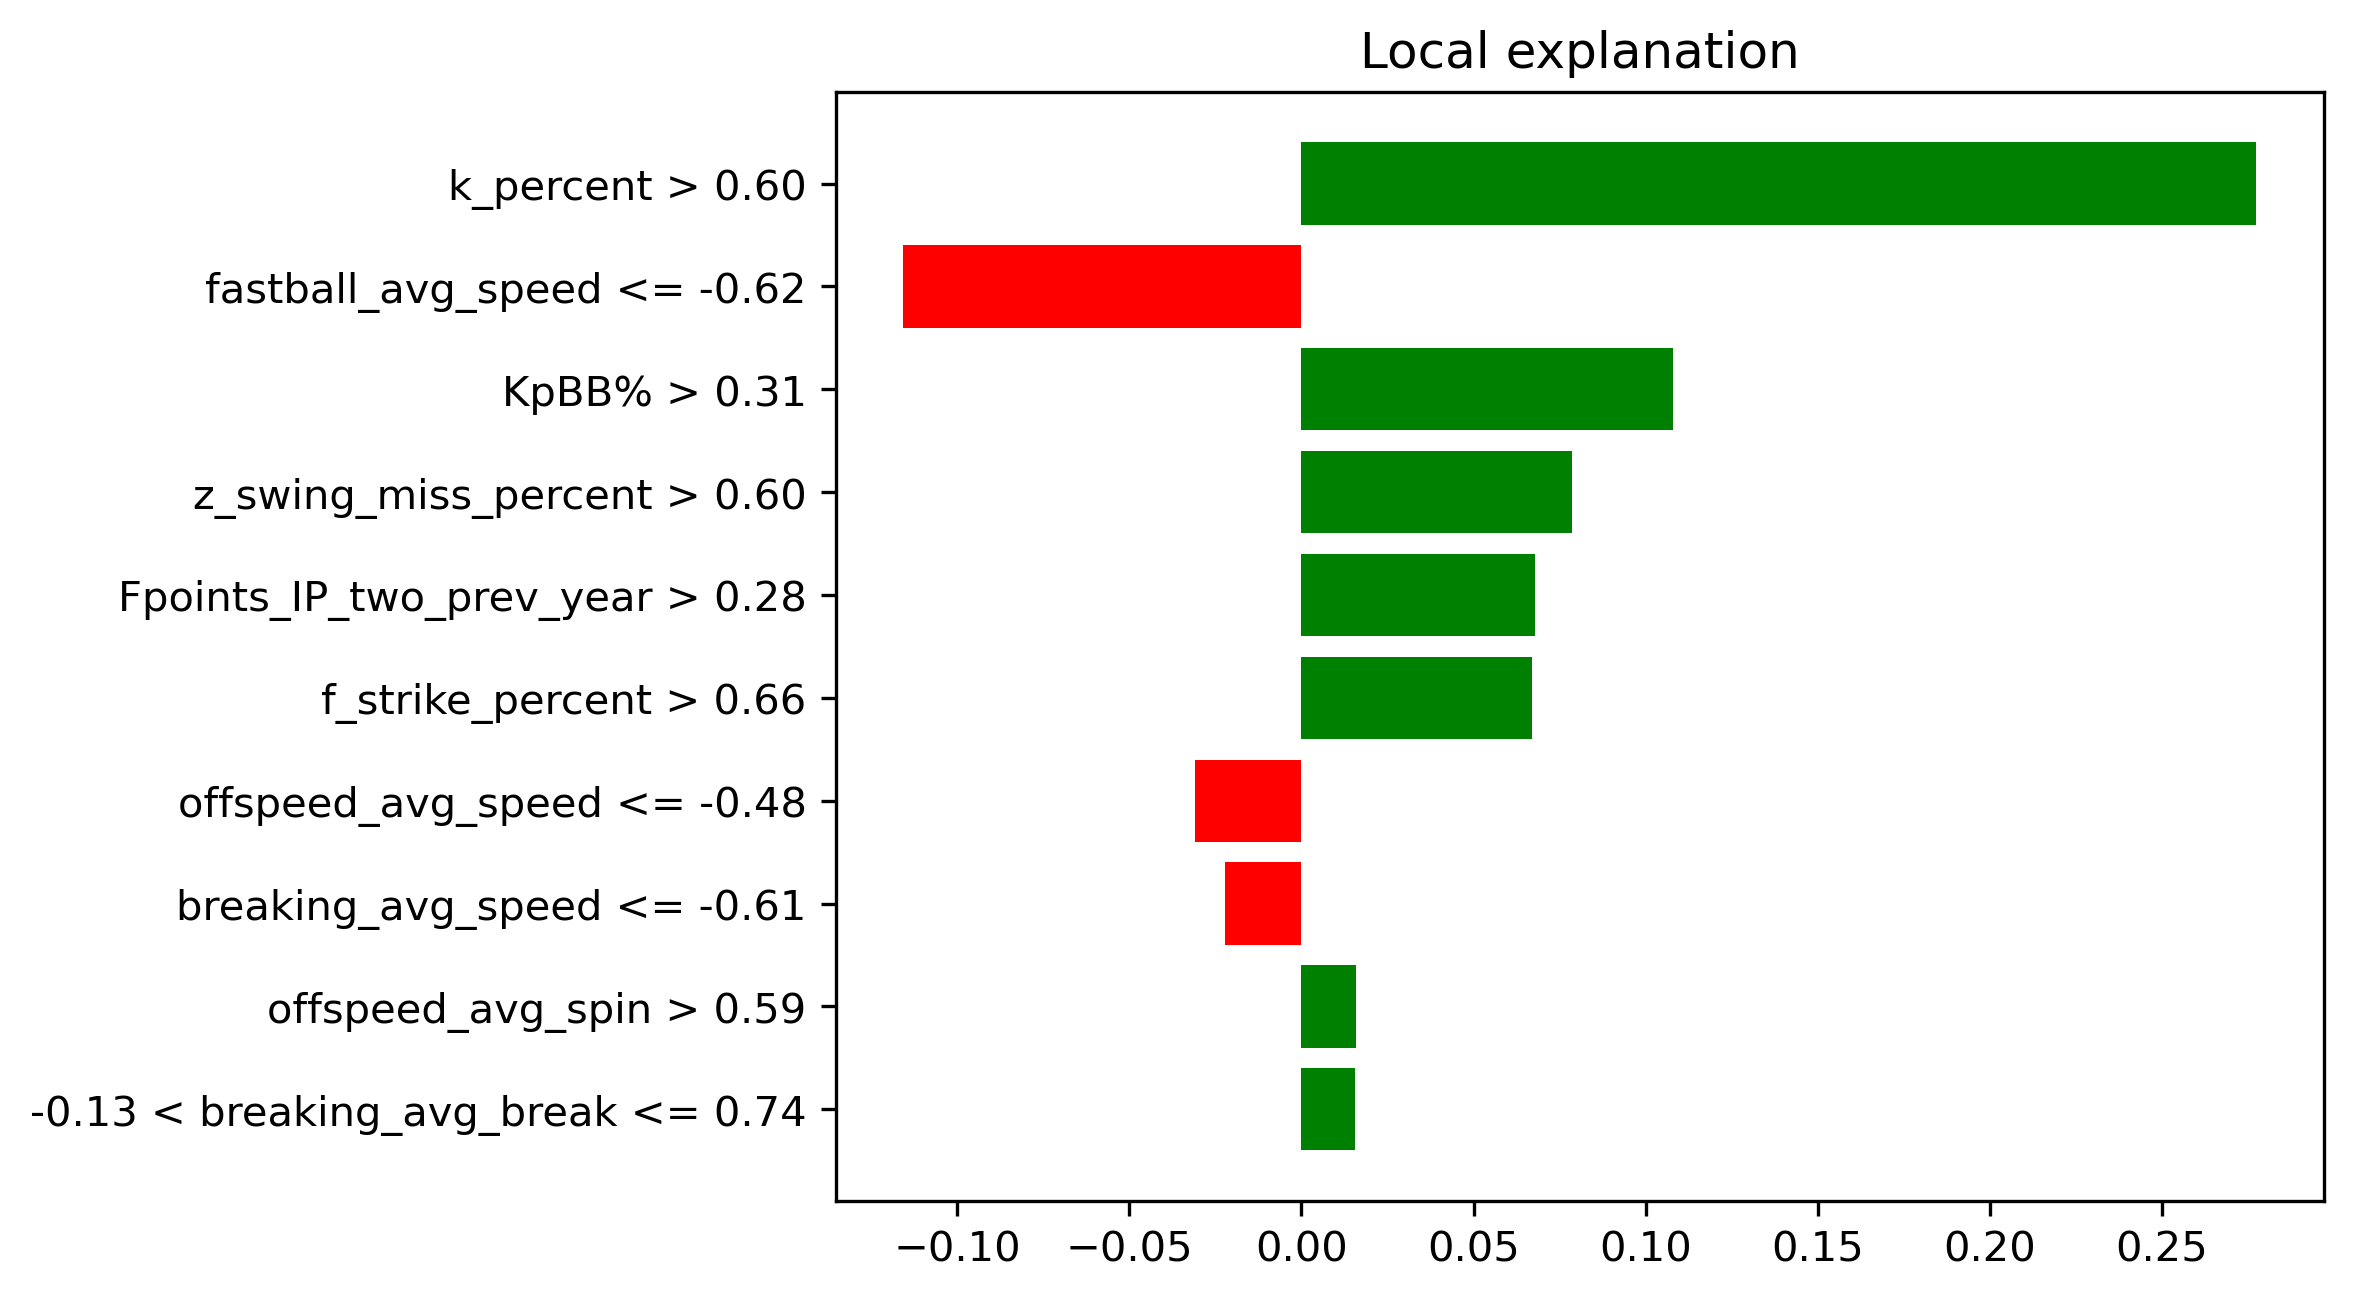 Local explanation
k_percent > 0.60
fastball_avg_speed <= -0.62
KpBB% > 0.31
z_swing_miss_percent > 0.60
Fpoints_IP_two_prev_year > 0.28
f_strike_percent > 0.66
offspeed_avg_speed <= -0.48
breaking_avg_speed <= -0.61
offspeed_avg_spin > 0.59
-0.13 < breaking_avg_break <= 0.74
−0.10 −0.05 0.00 0.05 0.10 0.15 0.20 0.25